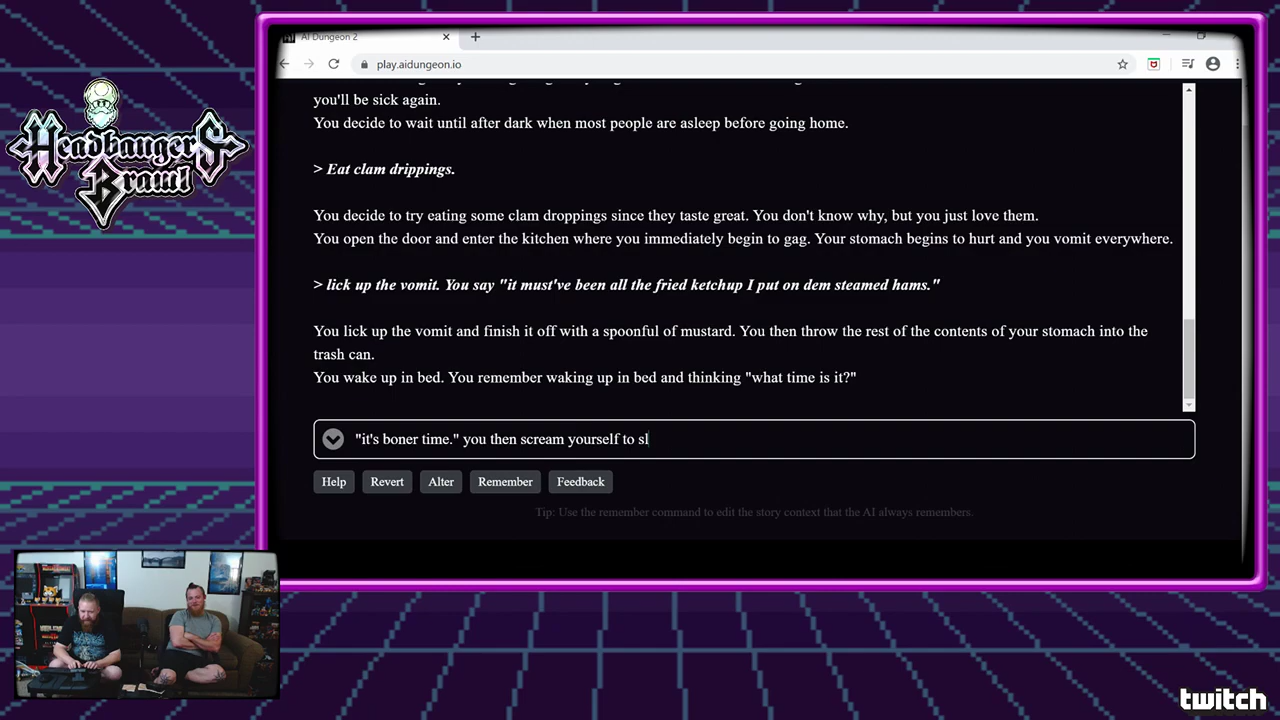 AI Dungeon 2
play.aidungeon.io
you'll be sick again.
You decide to wait until after dark when most people are asleep before going home.
> Eat clam drippings.
You decide to try eating some clam droppings since they taste great. You don't know why, but you just love them.
You open the door and enter the kitchen where you immediately begin to gag. Your stomach begins to hurt and you vomit everywhere.
> lick up the vomit. You say "it must've been all the fried ketchup I put on dem steamed hams."
You lick up the vomit and finish it off with a spoonful of mustard. You then throw the rest of the contents of your stomach into the
trash can.
You wake up in bed. You remember waking up in bed and thinking "what time is it?"
"it's boner time." you then scream yourself to sl
Help Revert Alter Remember Feedback
Tip: Use the remember command to edit the story context that the AI always remembers.
HeadbangerS
Brawl
twitch